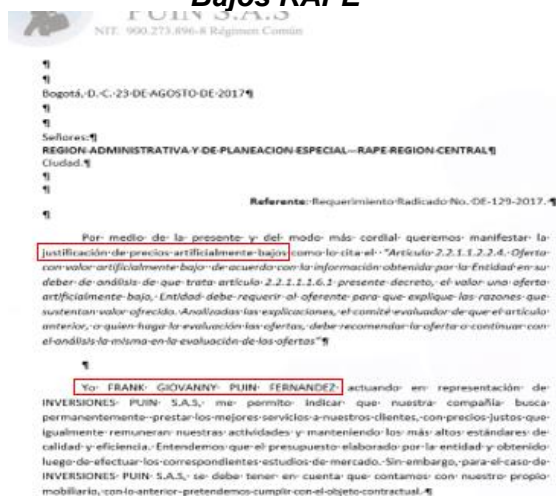 Bajos RAPE
PUIN S.A.S
NIT. 900.273.896-8 Régimen Común
¶
¶
Bogotá,·D.·C.·23·DE·AGOSTO·DE·2017¶
¶
¶
Señores:¶
REGION·ADMINISTRATIVA·Y·DE·PLANEACION·ESPECIAL—RAPE·REGION·CENTRAL¶
Ciudad.¶
¶
¶
Referente:·Requerimiento·Radicado·No.·OE-129-2017.·¶
¶
Por· medio· de· la· presente· y· del· modo· más· cordial· queremos· manifestar· la·
justificación·de·precios·artificialmente·bajos·como·lo·cita·el· "Artículo·2.2.1.1.2.2.4.·Oferta·
con·valor·artificialmente·bajo·de·acuerdo·con·la·información·obtenida·por·la·Entidad·en·su·
deber·de·análisis·de·que·trata·artículo·2.2.1.1.1.6.1·presente·decreto,·el·valor·una·oferta·
artificialmente·bajo,·Entidad·debe·requerir·al·oferente·para·que·explique·las·razones·que·
sustentan·valor·ofrecido.·Analizadas·las·explicaciones,·el·comité·evaluador·de·que·el·artículo·
anterior,·o·quien·haga·la·evaluación·las·ofertas,·debe·recomendar·la·oferta·o·continuar·con·
el·análisis·la·misma·en·la·evaluación·de·las·ofertas"¶
¶
Yo· FRANK· GIOVANNY· PUIN· FERNANDEZ· actuando· en· representación· de·
INVERSIONES· PUIN· S.A.S,· me· permito· indicar· que· nuestra· compañía· busca·
permanentemente··prestar·los·mejores·servicios·a·nuestros·clientes,·con·precios·justos·que·
igualmente·remuneran·nuestras·actividades·y·manteniendo·los·más·altos·estándares·de·
calidad·y·eficiencia.·Entendemos·que·el·presupuesto·elaborado·por·la·entidad·y·obtenido·
luego·de·efectuar·los·correspondientes·estudios·de·mercado.·Sin·embargo,·para·el·caso·de·
INVERSIONES·PUIN·S.A.S,·se·debe·tener·en·cuenta·que·contamos·con·nuestro·propio·
mobiliario,·con·lo·anterior·pretendemos·cumplir·con·el·objeto·contractual.·¶